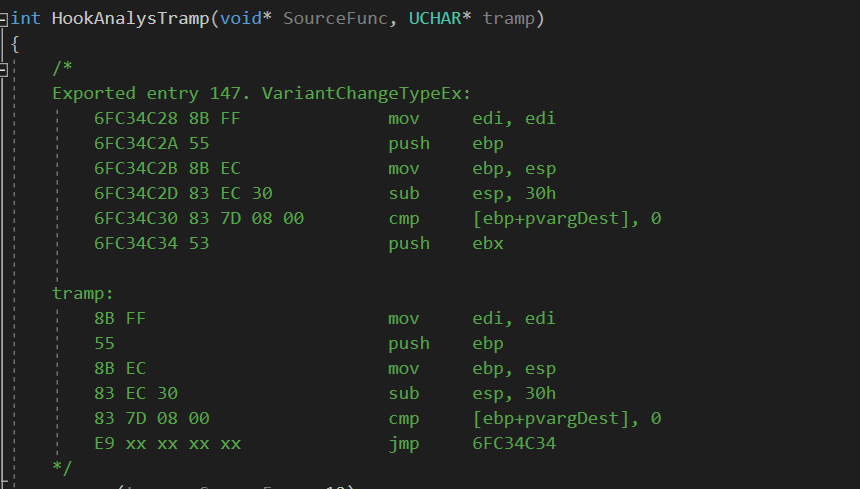 int HookAnalysTramp(void* SourceFunc, UCHAR* tramp)
{
/*
Exported entry 147. VariantChangeTypeEx:
6FC34C28 8B FF mov edi, edi
6FC34C2A 55 push ebp
6FC34C2B 8B EC mov ebp, esp
6FC34C2D 83 EC 30 sub esp, 30h
6FC34C30 83 7D 08 00 cmp [ebp+pvargDest], 0
6FC34C34 53 push ebx
tramp:
8B FF mov edi, edi
55 push ebp
8B EC mov ebp, esp
83 EC 30 sub esp, 30h
83 7D 08 00 cmp [ebp+pvargDest], 0
E9 xx xx xx xx jmp 6FC34C34
*/